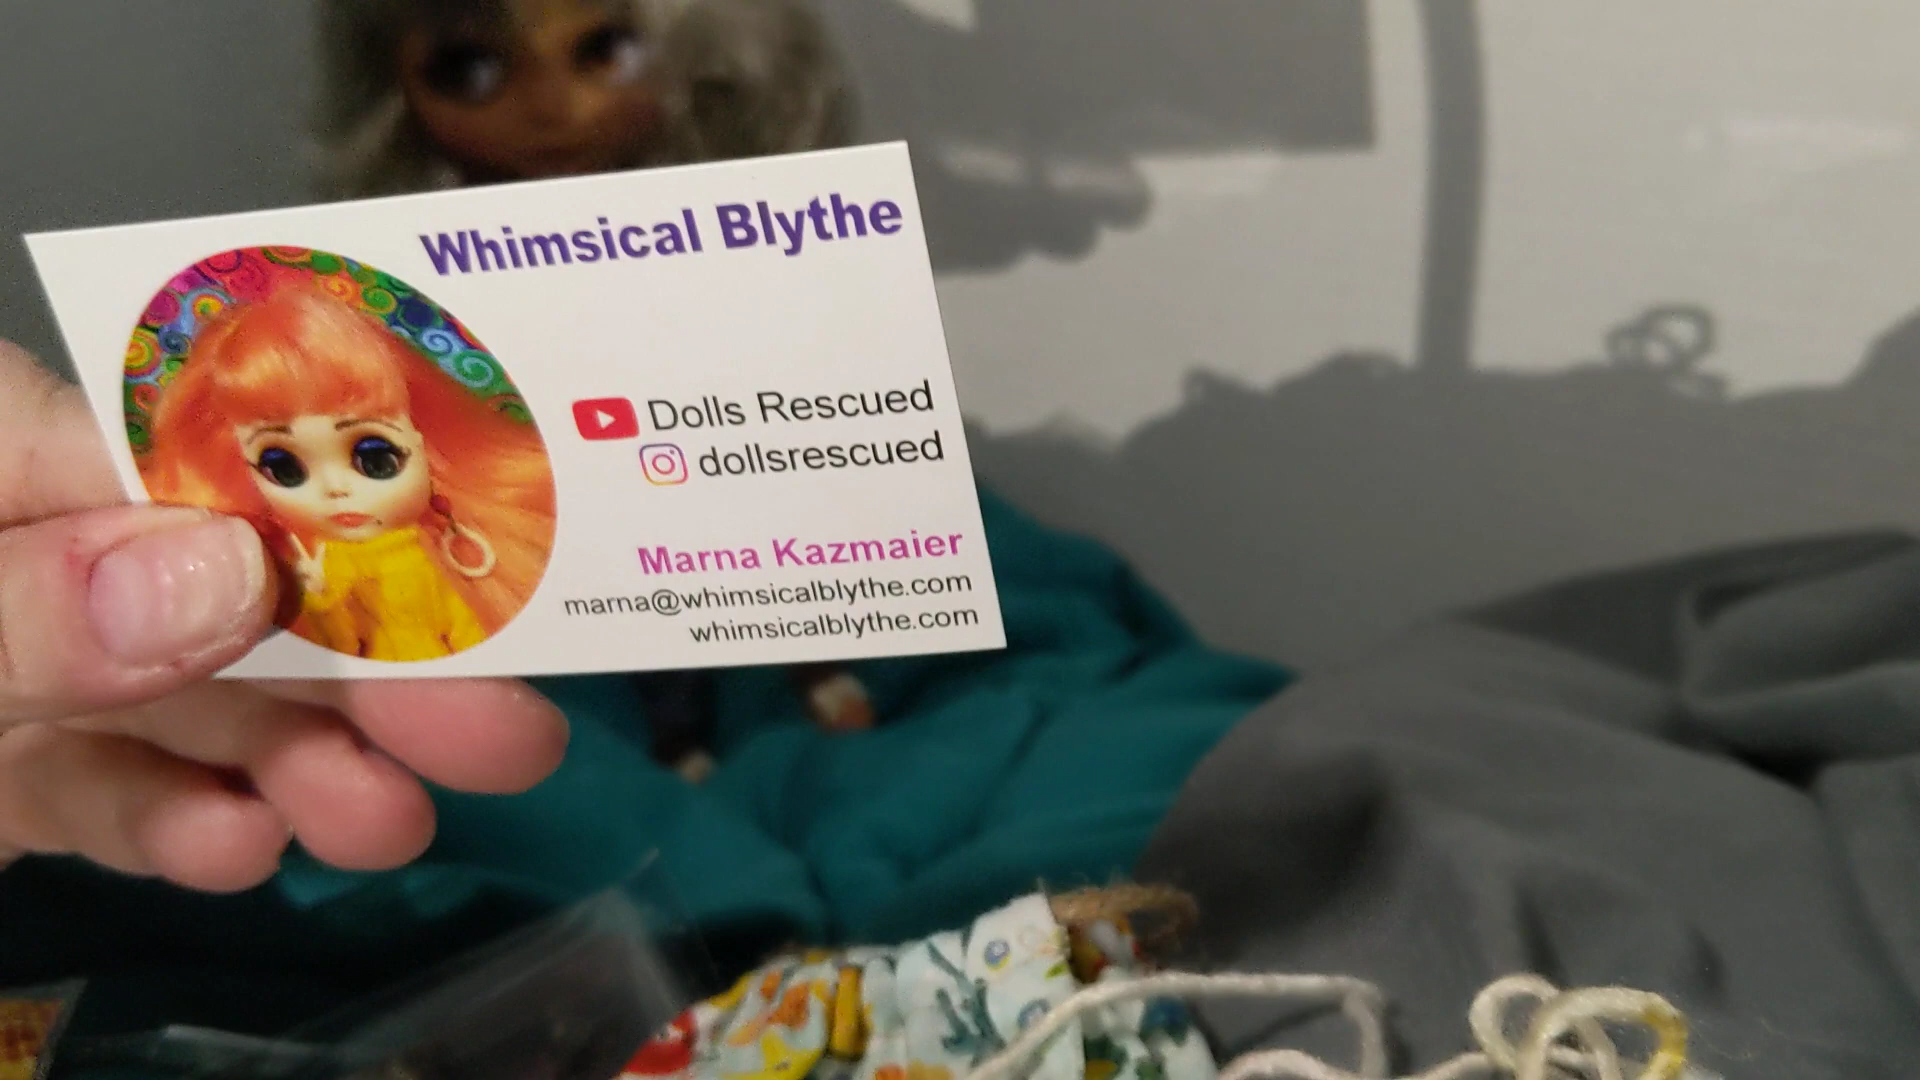 Whimsical Blythe
Dolls Rescued
dollsrescued
Marna Kazmaier
marna@whimsicalblythe.com
whimsicalblythe.com